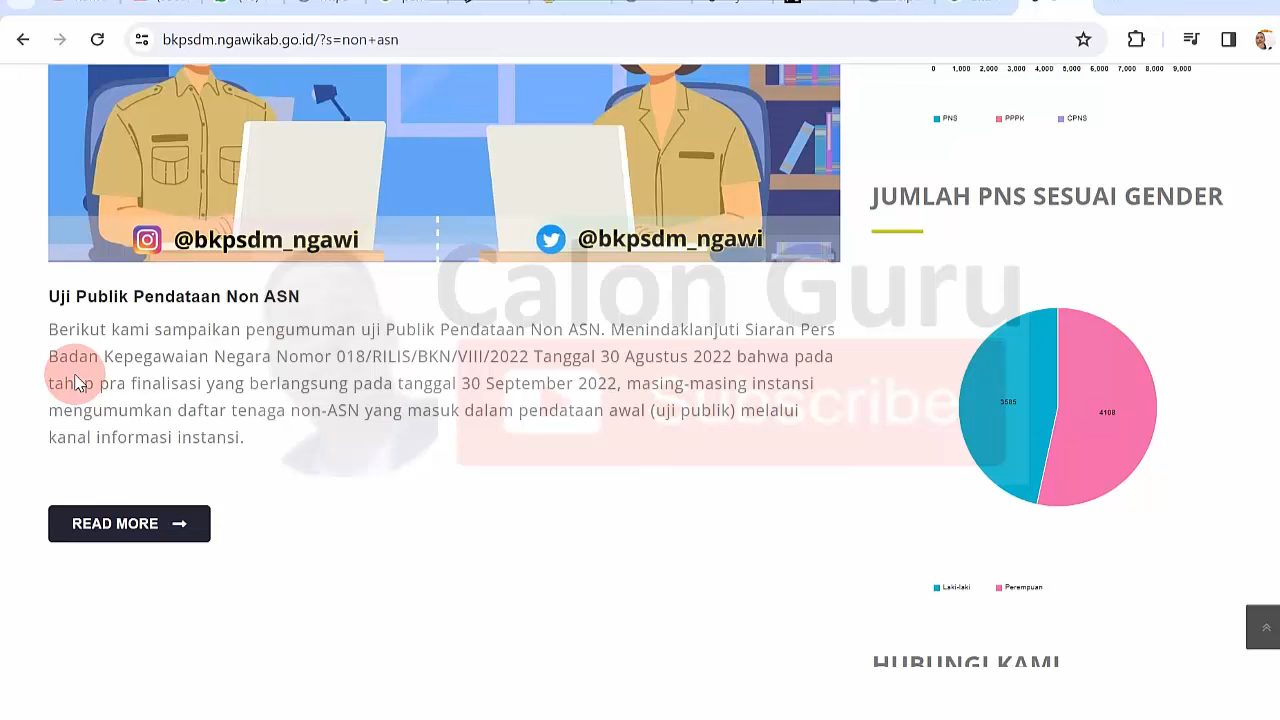 bkpsdm.ngawikab.go.id/?s=non+asn
0 1,000 2,000 3,000 4,000 5,000 6,000 7,000 8,000 9,000
PNS PPPK CPNS
JUMLAH PNS SESUAI GENDER
@bkpsdm_ngawi @bkpsdm_ngawi
Calon Guru
Subscribe
Uji Publik Pendataan Non ASN
Berikut kami sampaikan pengumuman uji Publik Pendataan Non ASN. Menindaklanjuti Siaran Pers
Badan Kepegawaian Negara Nomor 018/RILIS/BKN/VIII/2022 Tanggal 30 Agustus 2022 bahwa pada
tahap pra finalisasi yang berlangsung pada tanggal 30 September 2022, masing-masing instansi
mengumumkan daftar tenaga non-ASN yang masuk dalam pendataan awal (uji publik) melalui
kanal informasi instansi.
READ MORE
3585
4108
Laki-laki Perempuan
HUBUNGI KAMI